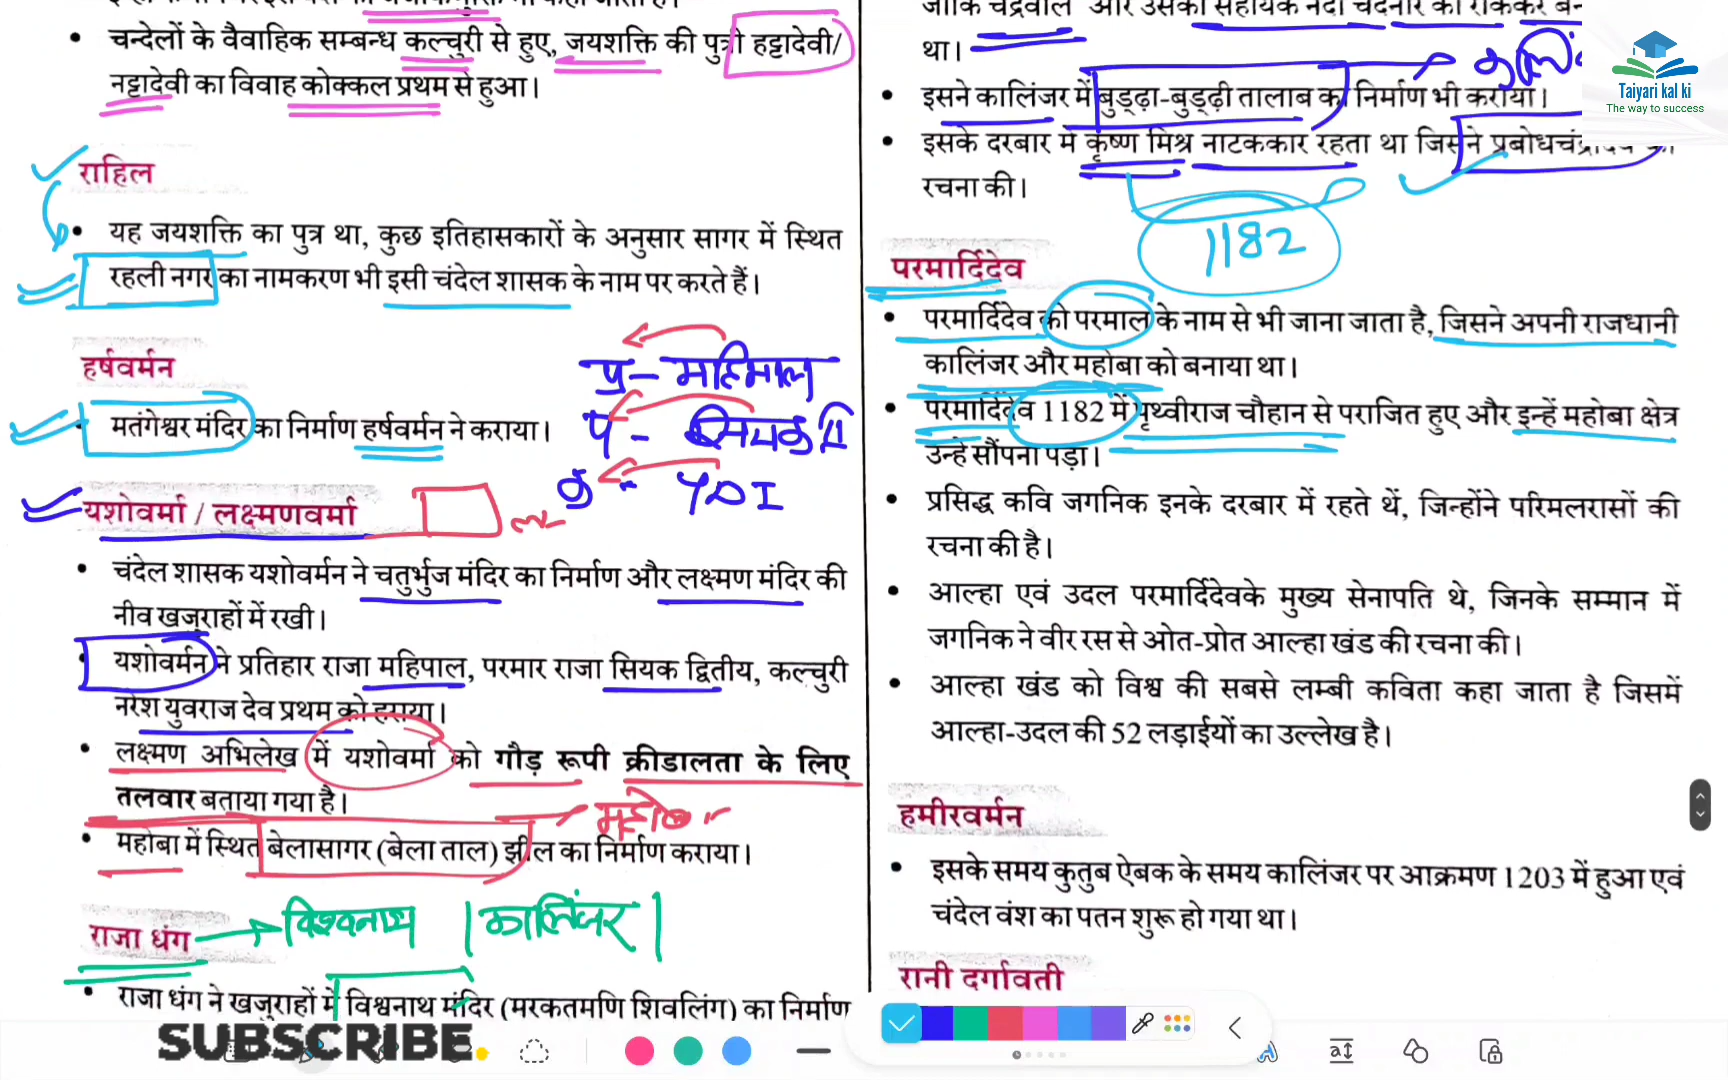 चन्देलों के वैवाहिक सम्बन्ध कल्चुरी से हुए, जयशक्ति की पुत्री हट्टादेवी/
नट्टादेवी का विवाह कोक्कल प्रथम से हुआ।
राहिल
यह जयशक्ति का पुत्र था, कुछ इतिहासकारों के अनुसार सागर में स्थित
रहली नगर का नामकरण भी इसी चंदेल शासक के नाम पर करते हैं।
हर्षवर्मन
मतंगेश्वर मंदिर का निर्माण हर्षवर्मन ने कराया।
प्र – महिपाल
प –
क – YDI
यशोवर्मा / लक्ष्मणवर्मा
चंदेल शासक यशोवर्मन ने चतुर्भुज मंदिर का निर्माण और लक्ष्मण मंदिर की
नीव खजुराहों में रखी।
यशोवर्मन ने प्रतिहार राजा महिपाल, परमार राजा सियक द्वितीय, कल्चुरी
नरेश युवराज देव प्रथम को हराया।
लक्ष्मण अभिलेख में यशोवर्मा को गौड़ रूपी क्रीडालता के लिए
तलवार बताया गया है।
महोबा
महोबा में स्थित बेलासागर (बेला ताल) झील का निर्माण कराया।
राजा धंग
विश्वनाथ | कालिंजर |
राजा धंग ने खजुराहों में विश्वनाथ मंदिर (मरकतमणि शिवलिंग) का निर्माण
SUBSCRIBE
और उसकी सहायक नदी
था।
इसने कालिंजर में बुड्ढा-बुड्ढी तालाब का निर्माण भी कराया।
इसके दरबार में कृष्ण मिश्र नाटककार रहता था जिसने
रचना की।
1182
परमार्दिदेव
परमार्दिदेव को परमाल के नाम से भी जाना जाता है, जिसने अपनी राजधानी
कालिंजर और महोबा को बनाया था।
परमार्दिदेव 1182 में पृथ्वीराज चौहान से पराजित हुए और इन्हें महोबा क्षेत्र
उन्हें सौंपना पड़ा।
प्रसिद्ध कवि जगनिक इनके दरबार में रहते थें, जिन्होंने परिमलरासों की
रचना की है।
आल्हा एवं उदल परमार्दिदेवके मुख्य सेनापति थे, जिनके सम्मान में
जगनिक ने वीर रस से ओत-प्रोत आल्हा खंड की रचना की।
आल्हा खंड को विश्व की सबसे लम्बी कविता कहा जाता है जिसमें
आल्हा-उदल की 52 लड़ाईयों का उल्लेख है।
हमीरवर्मन
इसके समय कुतुब ऐबक के समय कालिंजर पर आक्रमण 1203 में हुआ एवं
चंदेल वंश का पतन शुरू हो गया था।
रानी दुर्गावती
Taiyari kal ki
The way to success